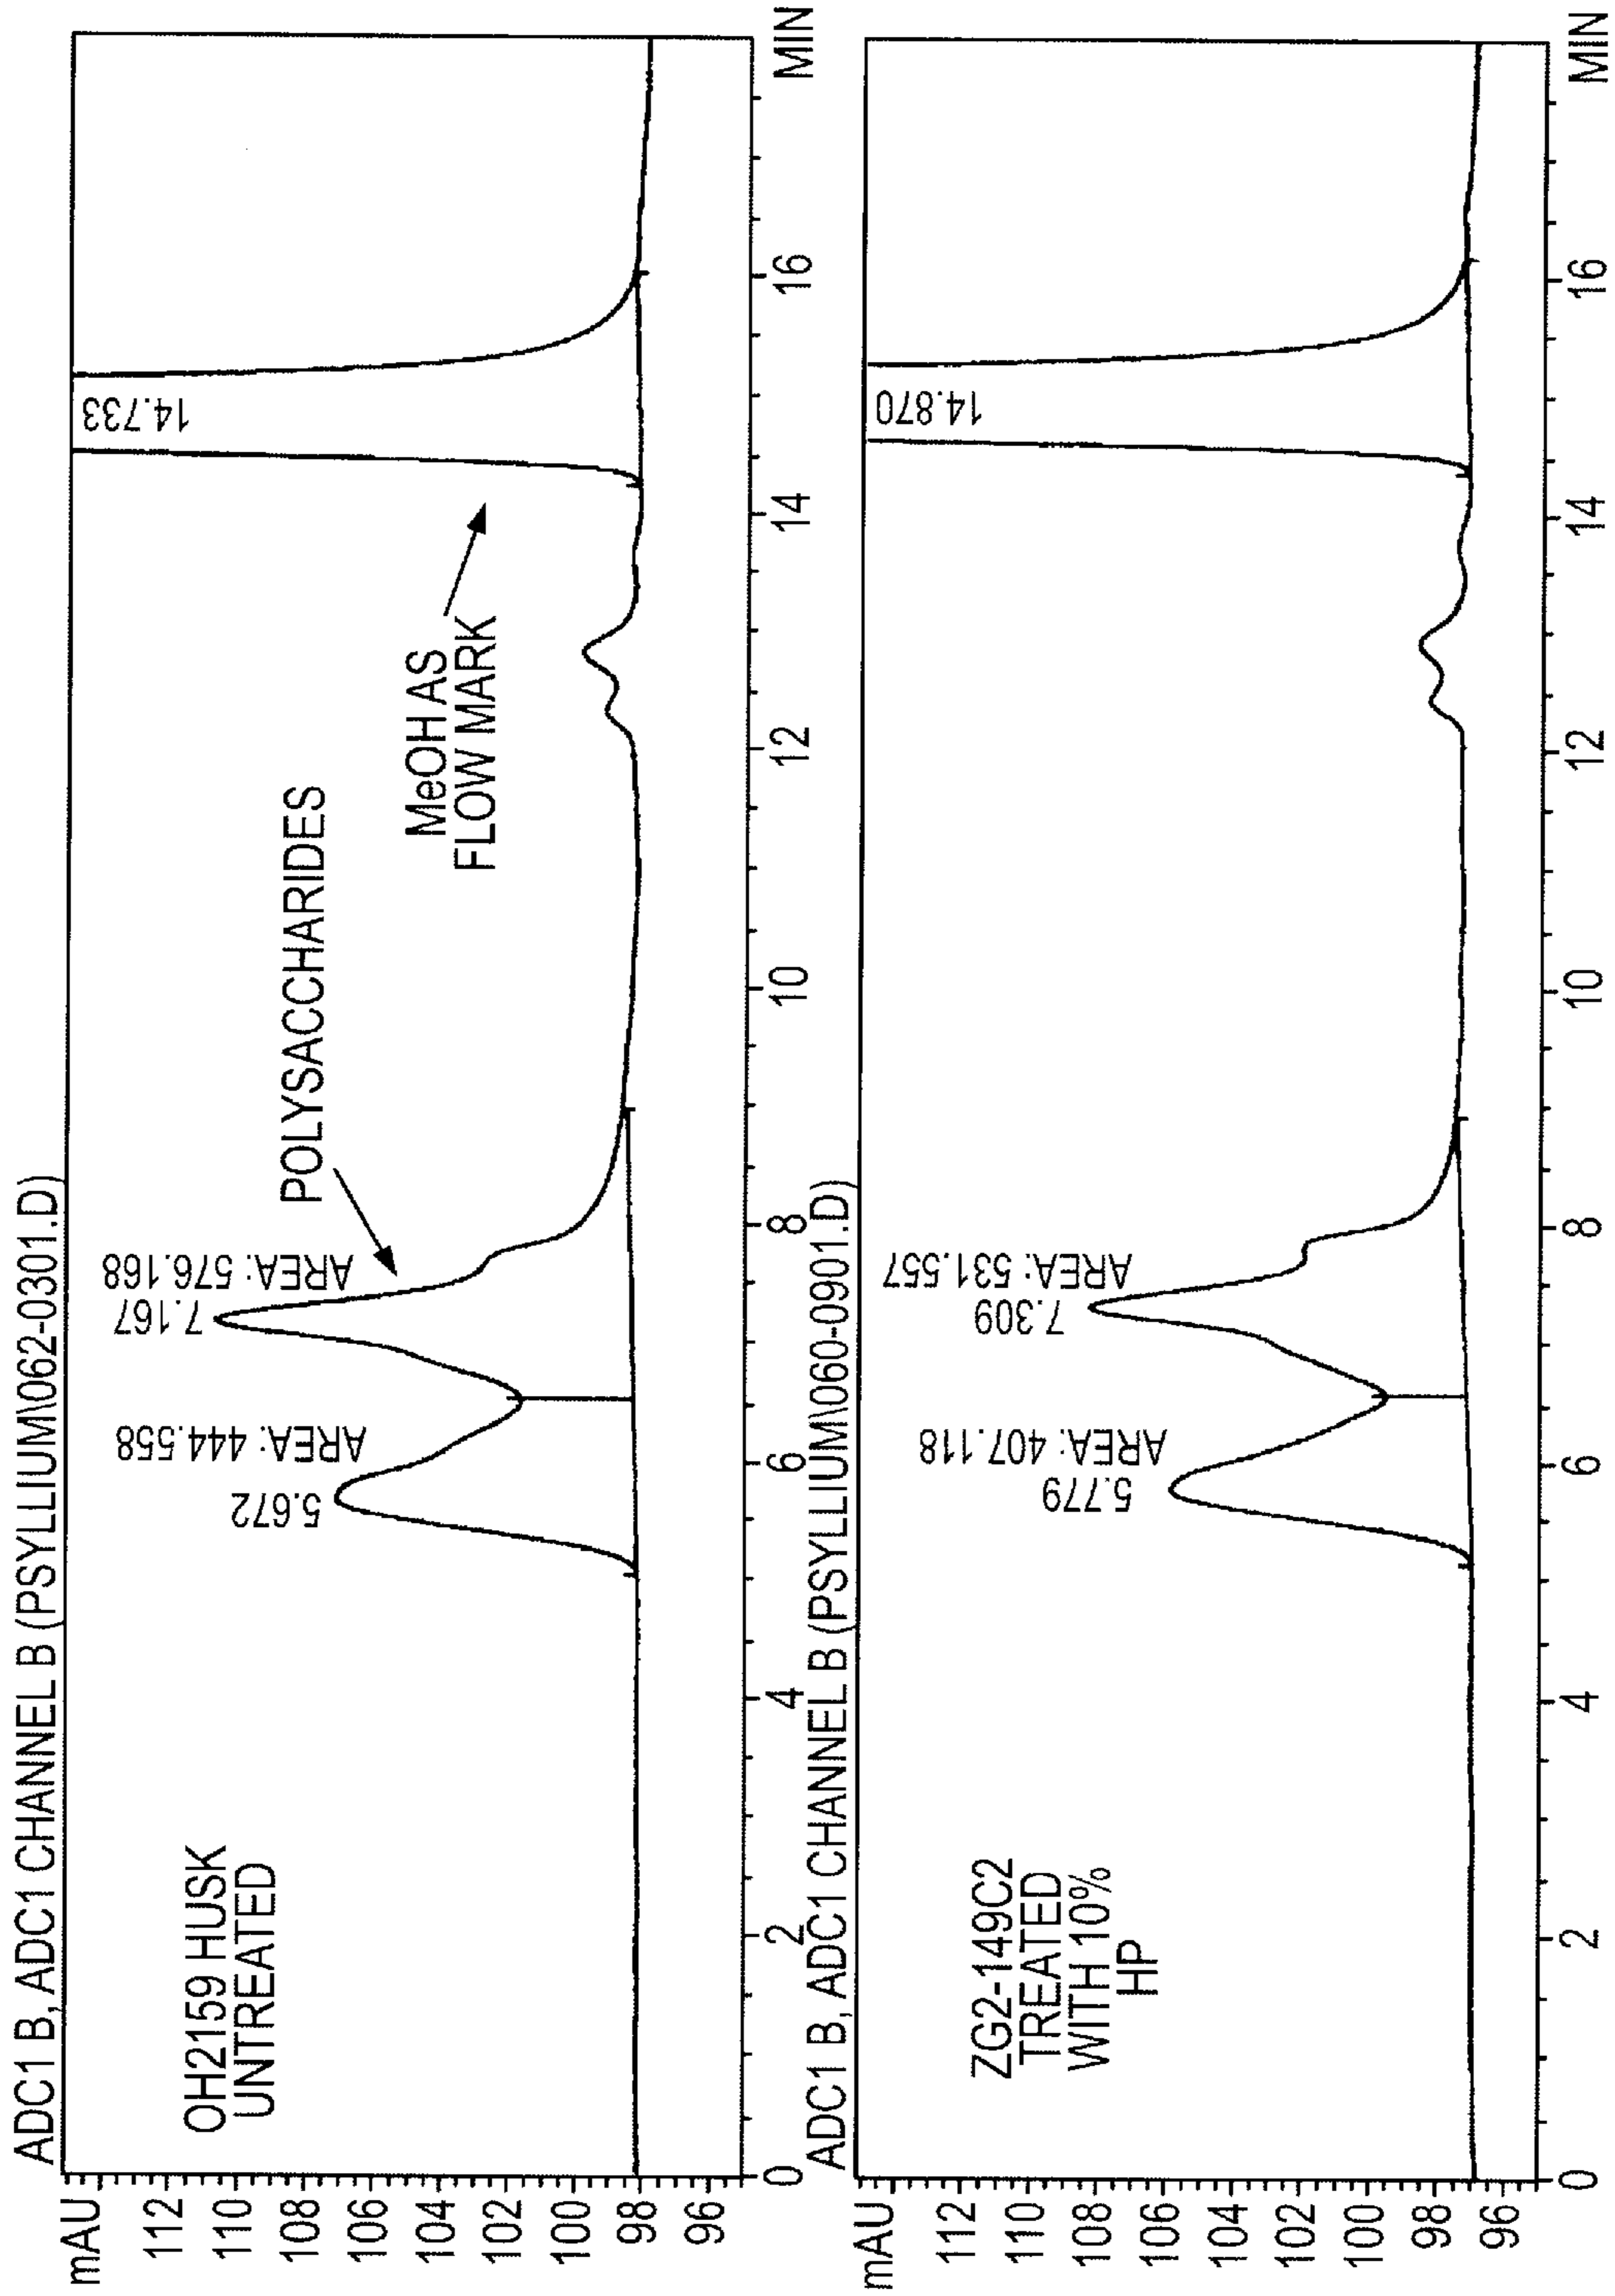 ADC1 B, ADC1 CHANNEL B (PSYLLIUM\062-0301.D)
mAU
112
110
108
106
104
102
100
98
96
OH2159 HUSK
UNTREATED
5.672
AREA: 444.558
7.167
AREA: 576.168
POLYSACCHARIDES
MeOH AS
FLOW MARK
14.733
0
2
4
6
8
10
12
14
16
MIN
ADC1 B, ADC1 CHANNEL B (PSYLLIUM\060-0901.D)
mAU
112
110
108
106
104
102
100
98
96
ZG2-149C2
TREATED
WITH 10%
HP
5.779
AREA: 407.118
7.309
AREA: 531.557
14.870
0
2
4
6
8
10
12
14
16
MIN